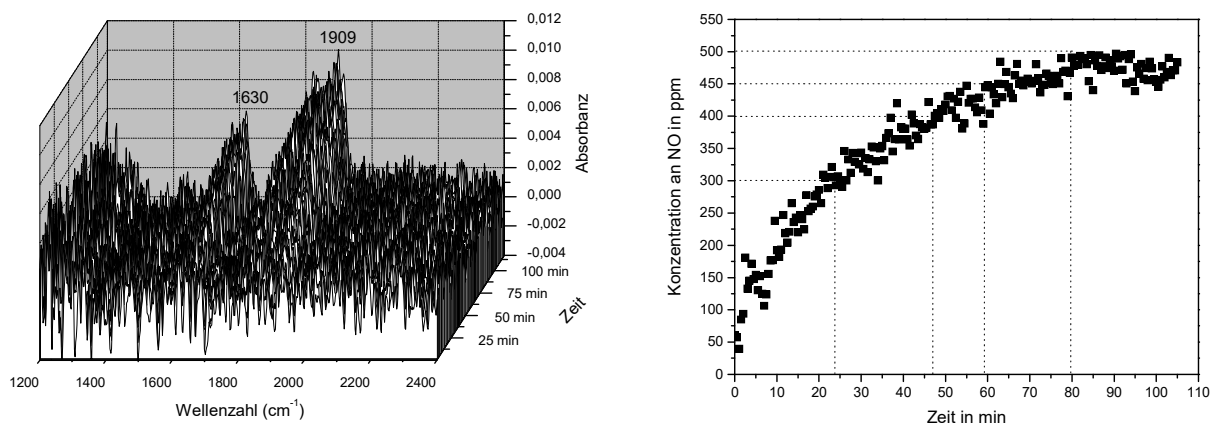 0,012
0,010
0,008
0,006
0,004
0,002
0,000
-0,002
-0,004
Absorbanz
1909
1630
100 min
75 min
50 min
25 min
Zeit
1200 1400 1600 1800 2000 2200 2400
Wellenzahl (cm⁻¹)
550
500
450
400
350
300
250
200
150
100
50
0
Konzentration an NO in ppm
0 10 20 30 40 50 60 70 80 90 100 110
Zeit in min